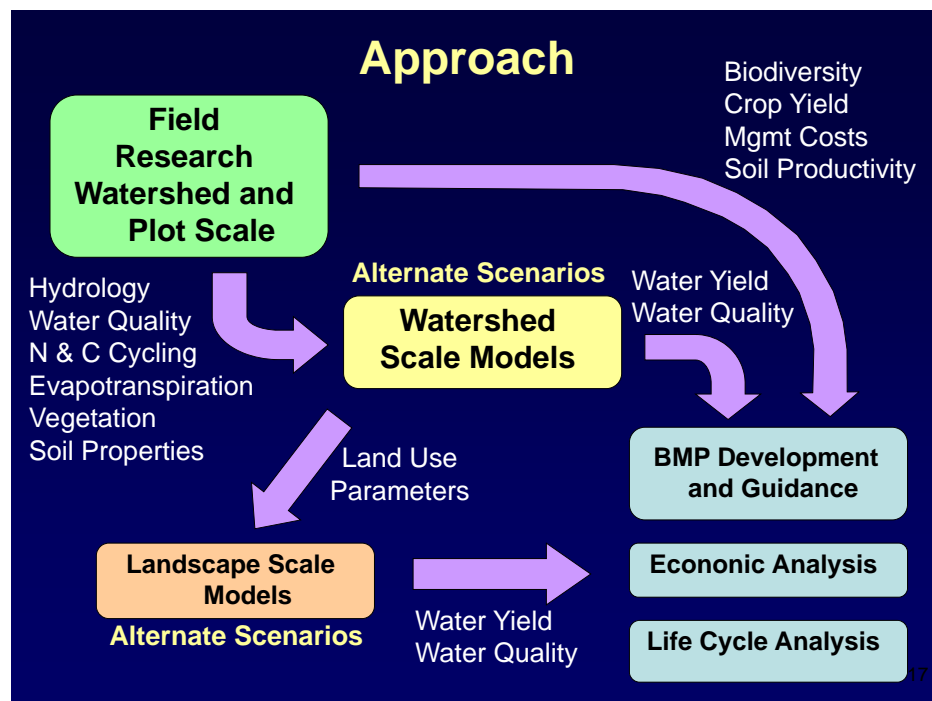 Approach
Biodiversity
Crop Yield
Mgmt Costs
Soil Productivity
Field
Research
Watershed and
Plot Scale
Hydrology
Water Quality
N & C Cycling
Evapotranspiration
Vegetation
Soil Properties
Alternate Scenarios
Watershed
Scale Models
Water Yield
Water Quality
Land Use
Parameters
BMP Development
and Guidance
Landscape Scale
Models
Alternate Scenarios
Water Yield
Water Quality
Econonic Analysis
Life Cycle Analysis
17